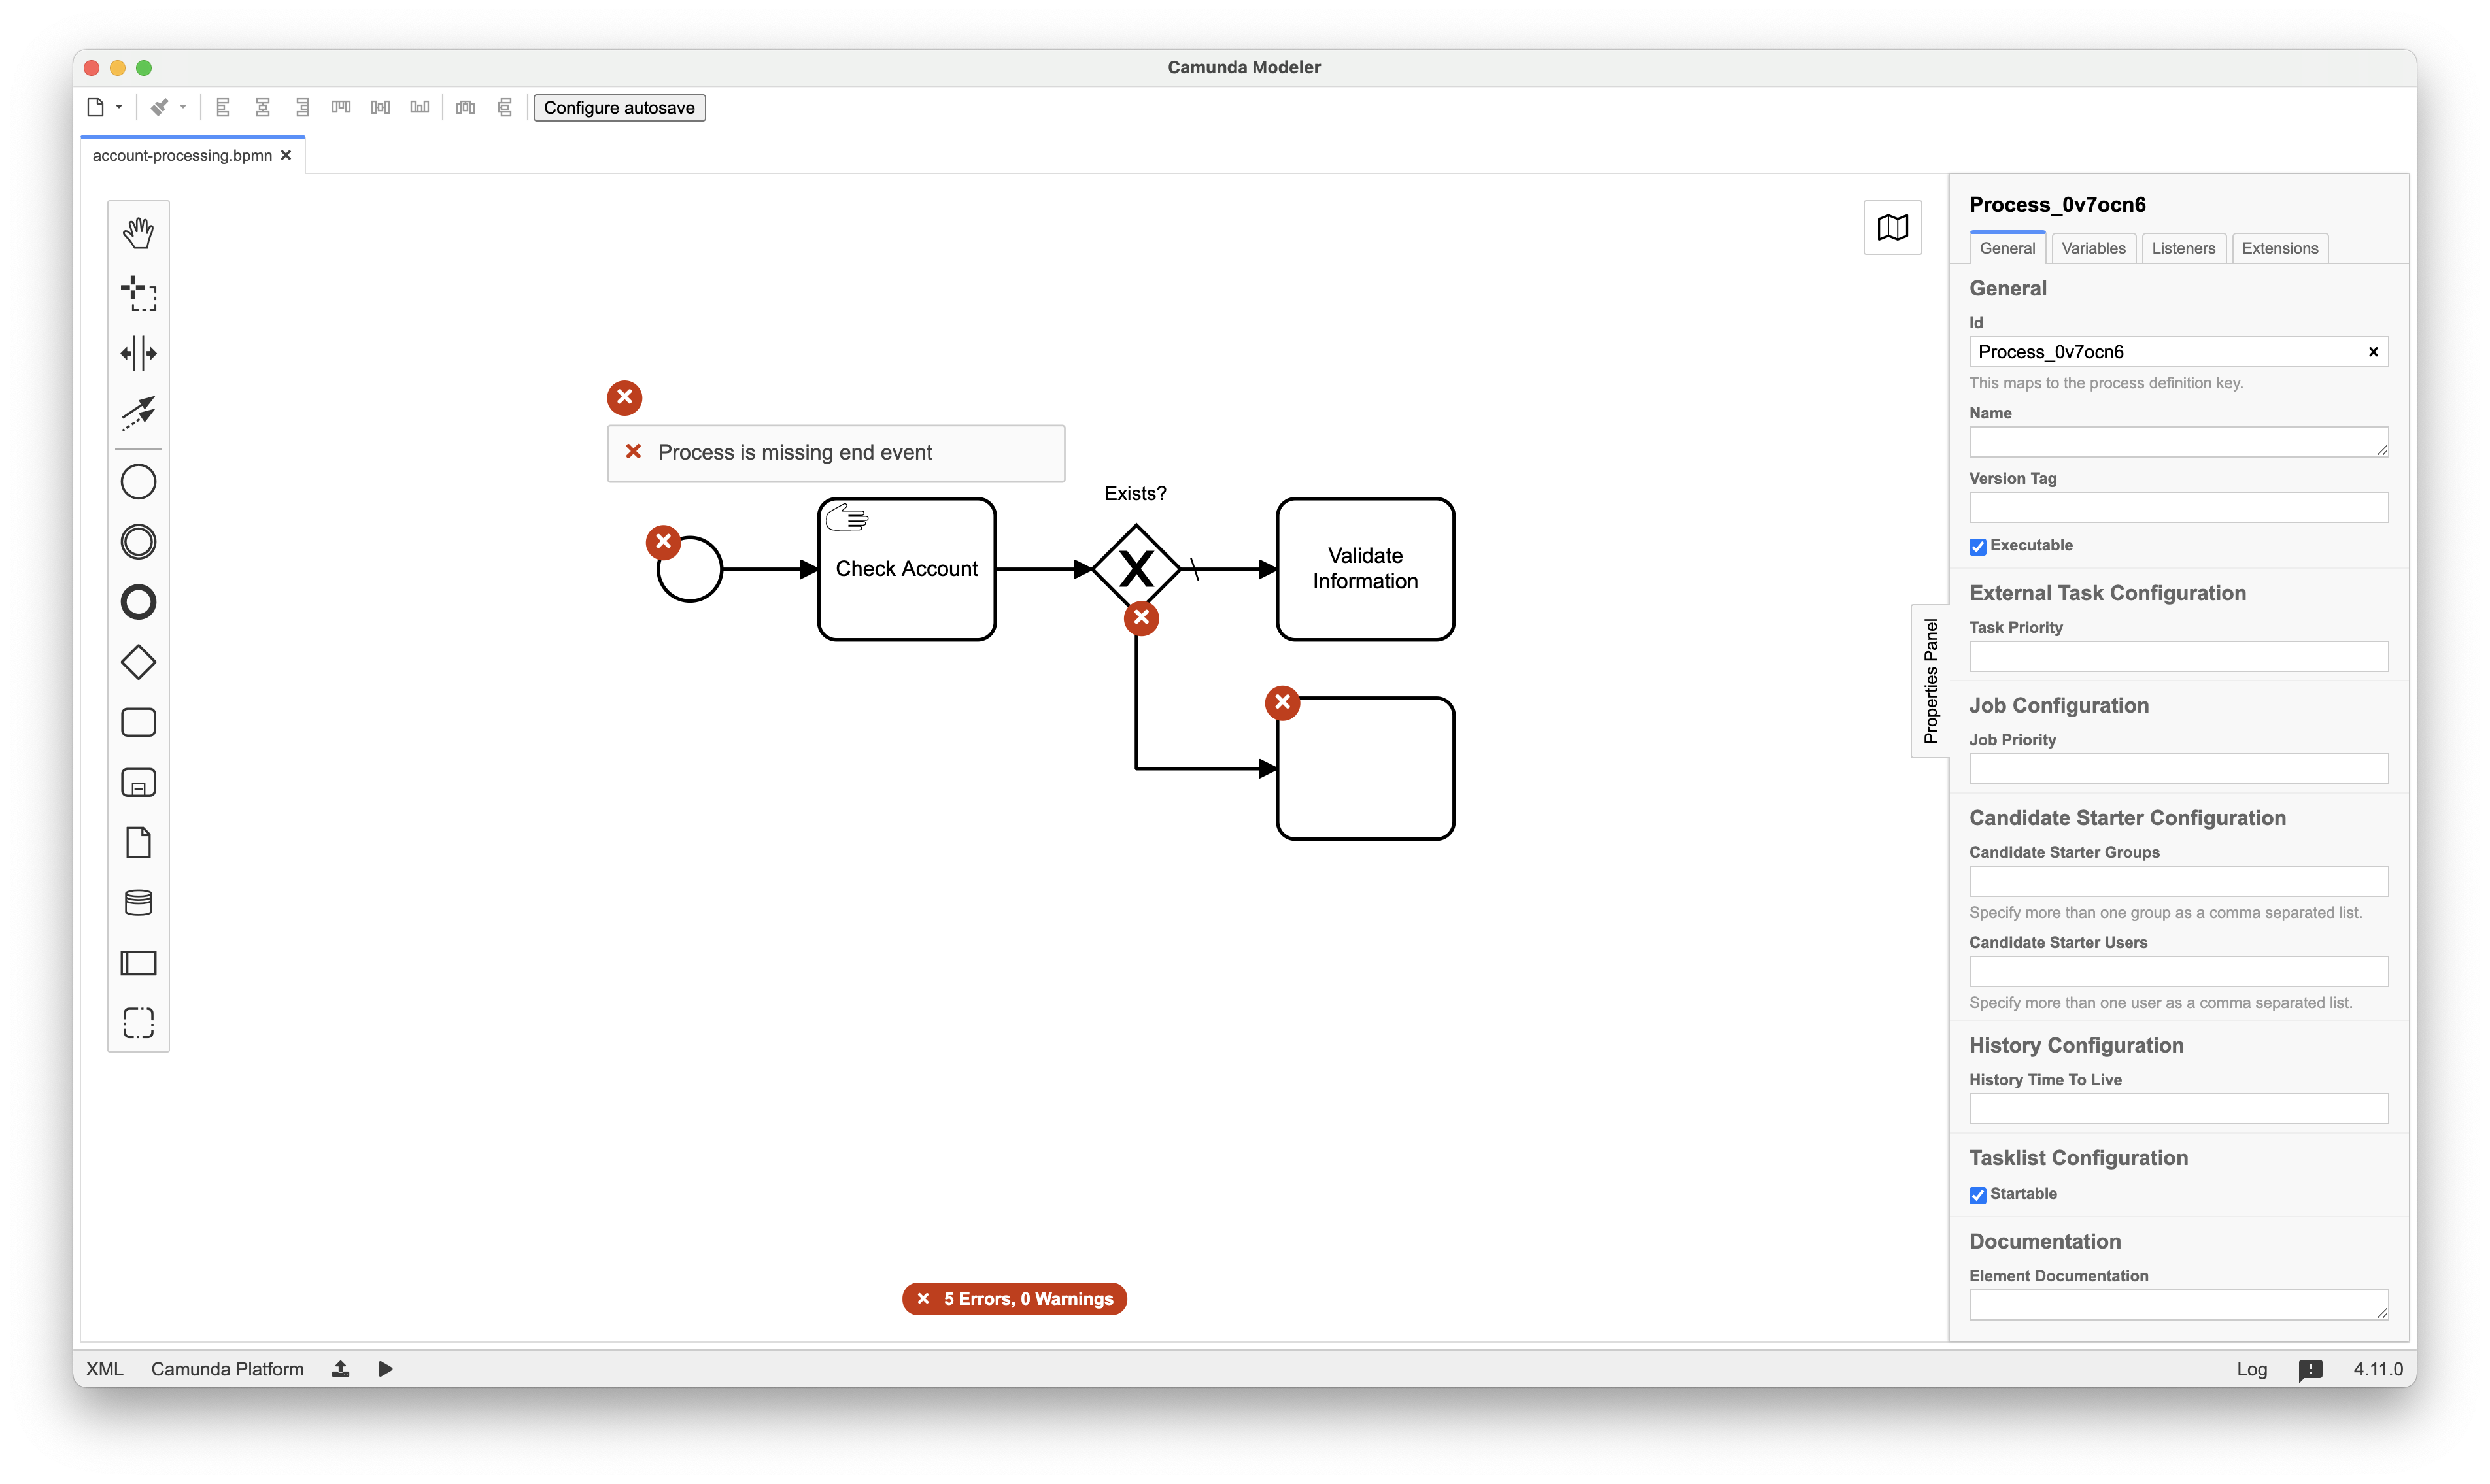 Camunda Modeler
Configure autosave
account-processing.bpmn
Process is missing end event
Exists?
Check Account
X
Validate
Information
5 Errors, 0 Warnings
Properties Panel
Process_0v7ocn6
General Variables Listeners Extensions
General
Id
Process_0v7ocn6
This maps to the process definition key.
Name
Version Tag
Executable
External Task Configuration
Task Priority
Job Configuration
Job Priority
Candidate Starter Configuration
Candidate Starter Groups
Specify more than one group as a comma separated list.
Candidate Starter Users
Specify more than one user as a comma separated list.
History Configuration
History Time To Live
Tasklist Configuration
Startable
Documentation
Element Documentation
XML Camunda Platform Log 4.11.0